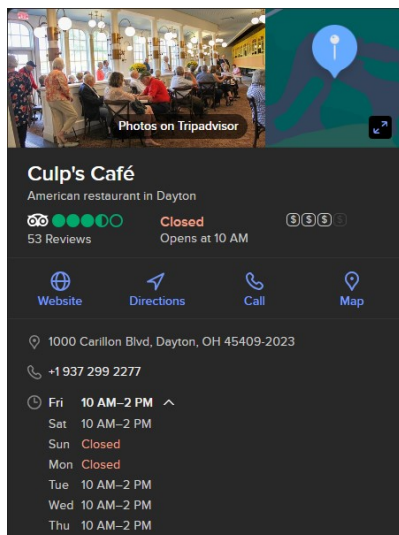 Photos on Tripadvisor
Culp's Café
American restaurant in Dayton
Closed $ $ $ $
53 Reviews Opens at 10 AM
Website Directions Call Map
1000 Carillon Blvd, Dayton, OH 45409-2023
+1 937 299 2277
Fri 10 AM–2 PM
Sat 10 AM–2 PM
Sun Closed
Mon Closed
Tue 10 AM–2 PM
Wed 10 AM–2 PM
Thu 10 AM–2 PM